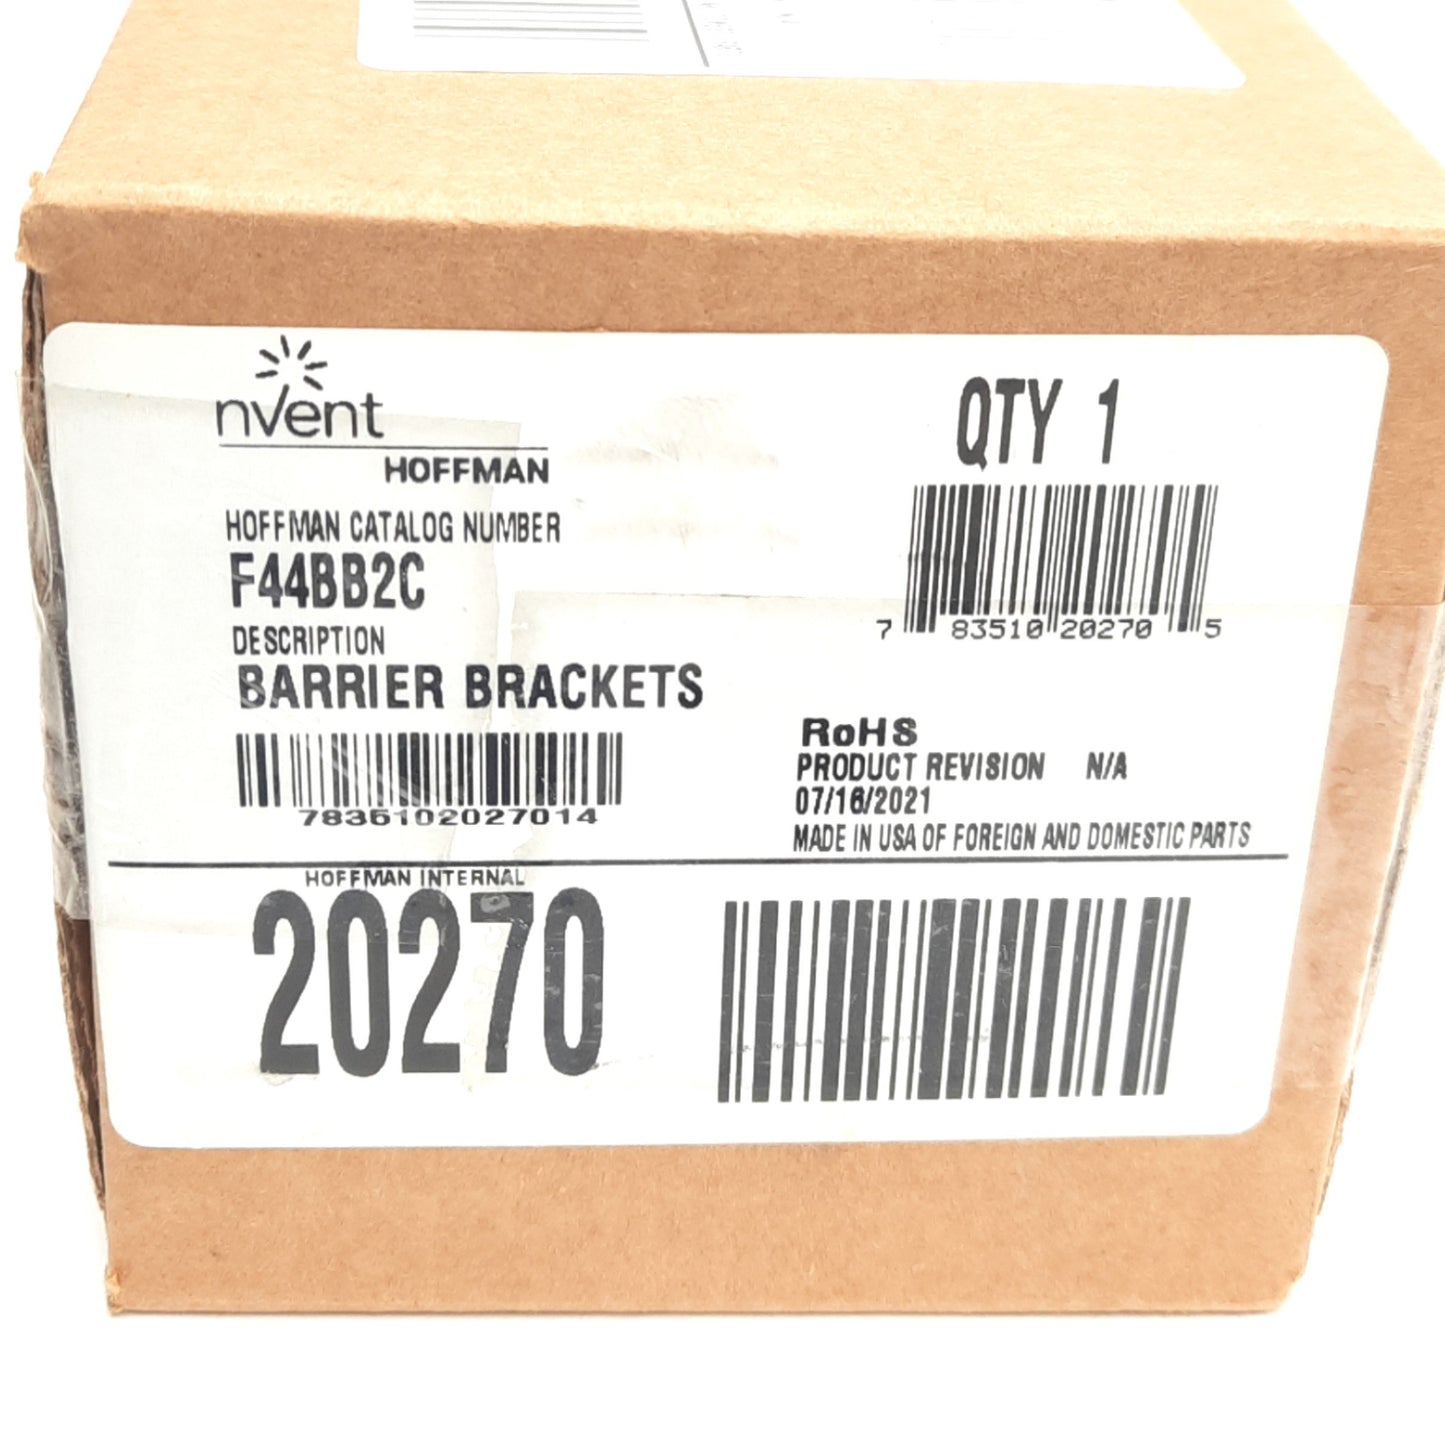 nvent
HOFFMAN
HOFFMAN CATALOG NUMBER
F44BB2C
DESCRIPTION
BARRIER BRACKETS
7835102027014
QTY 1
7 83510 20270 5
RoHS
PRODUCT REVISION N/A
07/16/2021
MADE IN USA OF FOREIGN AND DOMESTIC PARTS
HOFFMAN INTERNAL
20270